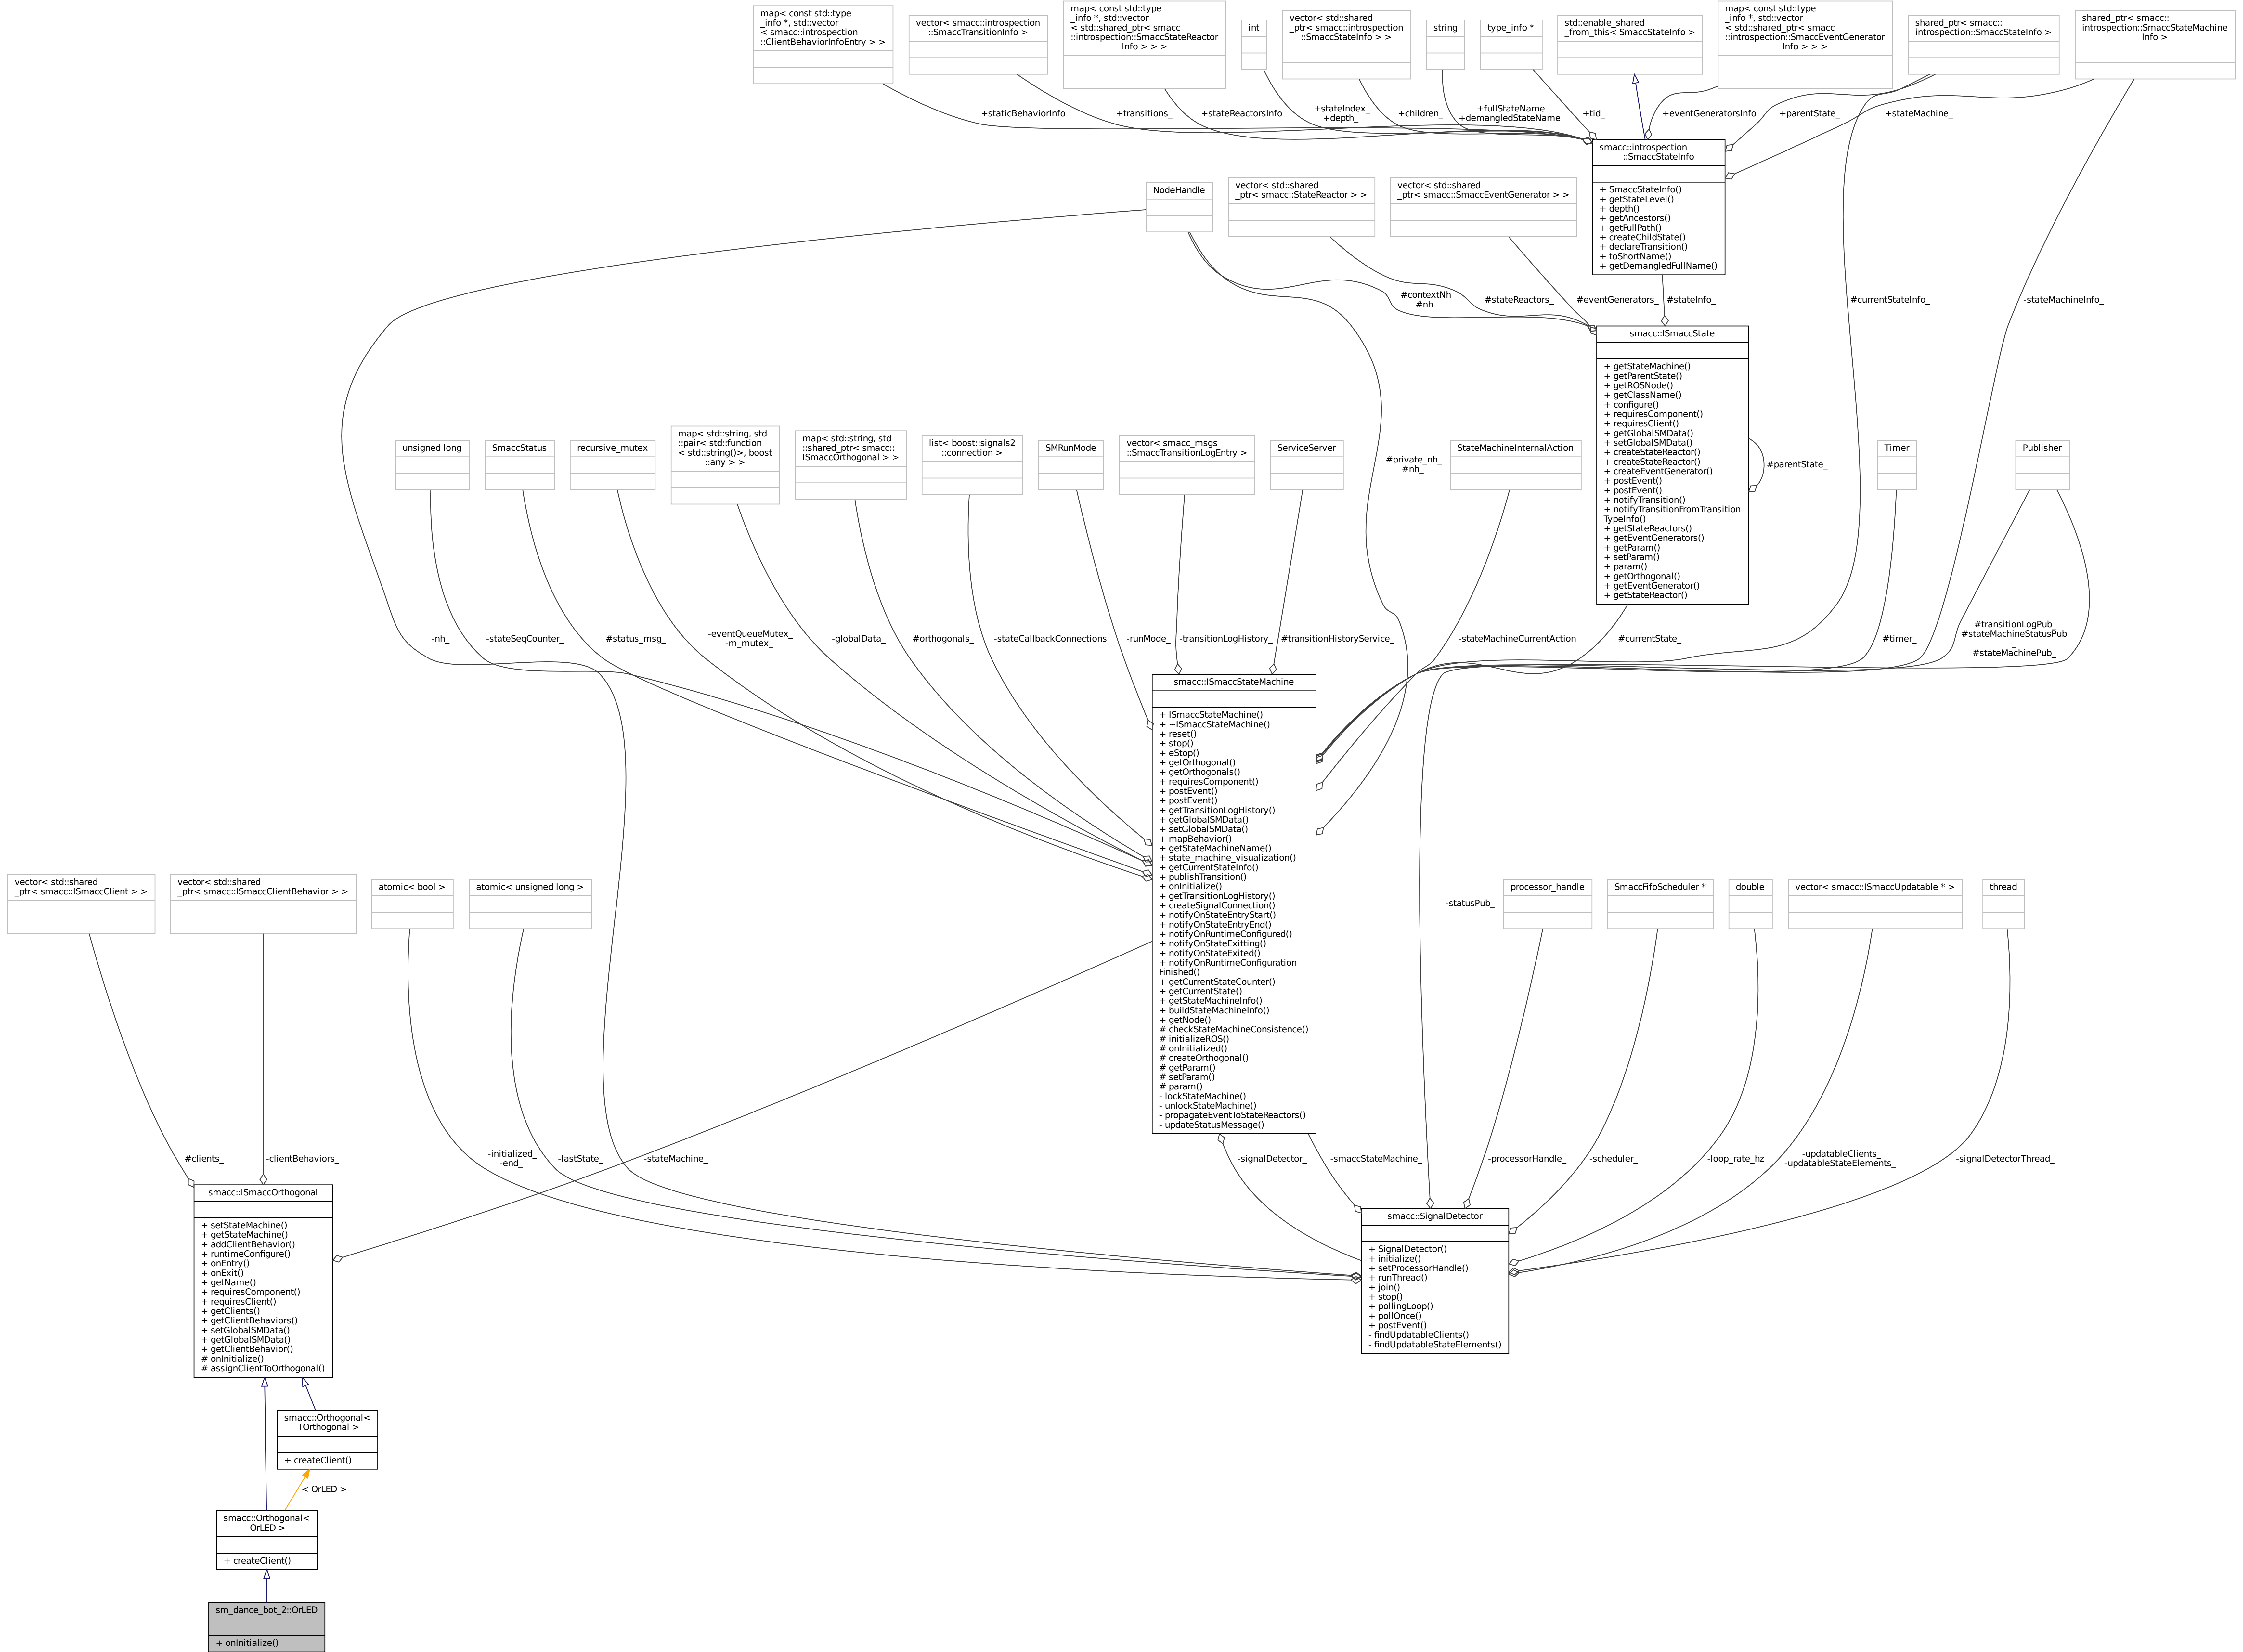 map< const std::type
_info *, std::vector
< smacc::introspection
::ClientBehaviorInfoEntry > >
vector< smacc::introspection
::SmaccTransitionInfo >
map< const std::type
_info *, std::vector
< std::shared_ptr< smacc
::introspection::SmaccStateReactor
Info > > >
int
vector< std::shared
_ptr< smacc::introspection
::SmaccStateInfo > >
string
type_info *
std::enable_shared
_from_this< SmaccStateInfo >
map< const std::type
_info *, std::vector
< std::shared_ptr< smacc
::introspection::SmaccEventGenerator
Info > > >
shared_ptr< smacc::
introspection::SmaccStateInfo >
shared_ptr< smacc::
introspection::SmaccStateMachine
Info >
+staticBehaviorInfo
+transitions_
+stateReactorsInfo
+stateIndex_
+depth_
+children_
+fullStateName
+demangledStateName
+tid_
+eventGeneratorsInfo
+parentState_
+stateMachine_
smacc::introspection
::SmaccStateInfo
+ SmaccStateInfo()
+ getStateLevel()
+ depth()
+ getAncestors()
+ getFullPath()
+ createChildState()
+ declareTransition()
+ toShortName()
+ getDemangledFullName()
NodeHandle
vector< std::shared
_ptr< smacc::StateReactor > >
vector< std::shared
_ptr< smacc::SmaccEventGenerator > >
#contextNh
#nh
#stateReactors_
#eventGenerators_
#stateInfo_
#currentStateInfo_
-stateMachineInfo_
smacc::ISmaccState
+ getStateMachine()
+ getParentState()
+ getROSNode()
+ getClassName()
+ configure()
+ requiresComponent()
+ requiresClient()
+ getGlobalSMData()
+ setGlobalSMData()
+ createStateReactor()
+ createStateReactor()
+ createEventGenerator()
+ postEvent()
+ postEvent()
+ notifyTransition()
+ notifyTransitionFromTransition
TypeInfo()
+ getStateReactors()
+ getEventGenerators()
+ getParam()
+ setParam()
+ param()
+ getOrthogonal()
+ getEventGenerator()
+ getStateReactor()
#parentState_
unsigned long
SmaccStatus
recursive_mutex
map< std::string, std
::pair< std::function
< std::string()>, boost
::any > >
map< std::string, std
::shared_ptr< smacc::
ISmaccOrthogonal > >
list< boost::signals2
::connection >
SMRunMode
vector< smacc_msgs
::SmaccTransitionLogEntry >
ServiceServer
#private_nh_
#nh_
StateMachineInternalAction
Timer
Publisher
-nh_
-stateSeqCounter_
#status_msg_
-eventQueueMutex_
-m_mutex_
-globalData_
#orthogonals_
-stateCallbackConnections
-runMode_
-transitionLogHistory_
#transitionHistoryService_
-stateMachineCurrentAction
#currentState_
#timer_
#transitionLogPub_
#stateMachineStatusPub
_
#stateMachinePub_
smacc::ISmaccStateMachine
+ ISmaccStateMachine()
+ ~ISmaccStateMachine()
+ reset()
+ stop()
+ eStop()
+ getOrthogonal()
+ getOrthogonals()
+ requiresComponent()
+ postEvent()
+ postEvent()
+ getTransitionLogHistory()
+ getGlobalSMData()
+ setGlobalSMData()
+ mapBehavior()
+ getStateMachineName()
+ state_machine_visualization()
+ getCurrentStateInfo()
+ publishTransition()
+ onInitialize()
+ getTransitionLogHistory()
+ createSignalConnection()
+ notifyOnStateEntryStart()
+ notifyOnStateEntryEnd()
+ notifyOnRuntimeConfigured()
+ notifyOnStateExitting()
+ notifyOnStateExited()
+ notifyOnRuntimeConfiguration
Finished()
+ getCurrentStateCounter()
+ getCurrentState()
+ getStateMachineInfo()
+ buildStateMachineInfo()
+ getNode()
# checkStateMachineConsistence()
# initializeROS()
# onInitialized()
# createOrthogonal()
# getParam()
# setParam()
# param()
- lockStateMachine()
- unlockStateMachine()
- propagateEventToStateReactors()
- updateStatusMessage()
vector< std::shared
_ptr< smacc::ISmaccClient > >
vector< std::shared
_ptr< smacc::ISmaccClientBehavior > >
atomic< bool >
atomic< unsigned long >
-statusPub_
processor_handle
SmaccFifoScheduler *
double
vector< smacc::ISmaccUpdatable * >
thread
#clients_
-clientBehaviors_
-initialized_
-end_
-lastState_
-stateMachine_
-signalDetector_
-smaccStateMachine_
-processorHandle_
-scheduler_
-loop_rate_hz
-updatableClients_
-updatableStateElements_
-signalDetectorThread_
smacc::ISmaccOrthogonal
+ setStateMachine()
+ getStateMachine()
+ addClientBehavior()
+ runtimeConfigure()
+ onEntry()
+ onExit()
+ getName()
+ requiresComponent()
+ requiresClient()
+ getClients()
+ getClientBehaviors()
+ setGlobalSMData()
+ getGlobalSMData()
+ getClientBehavior()
# onInitialize()
# assignClientToOrthogonal()
smacc::SignalDetector
+ SignalDetector()
+ initialize()
+ setProcessorHandle()
+ runThread()
+ join()
+ stop()
+ pollingLoop()
+ pollOnce()
+ postEvent()
- findUpdatableClients()
- findUpdatableStateElements()
smacc::Orthogonal<
TOrthogonal >
+ createClient()
< OrLED >
smacc::Orthogonal<
OrLED >
+ createClient()
sm_dance_bot_2::OrLED
+ onInitialize()